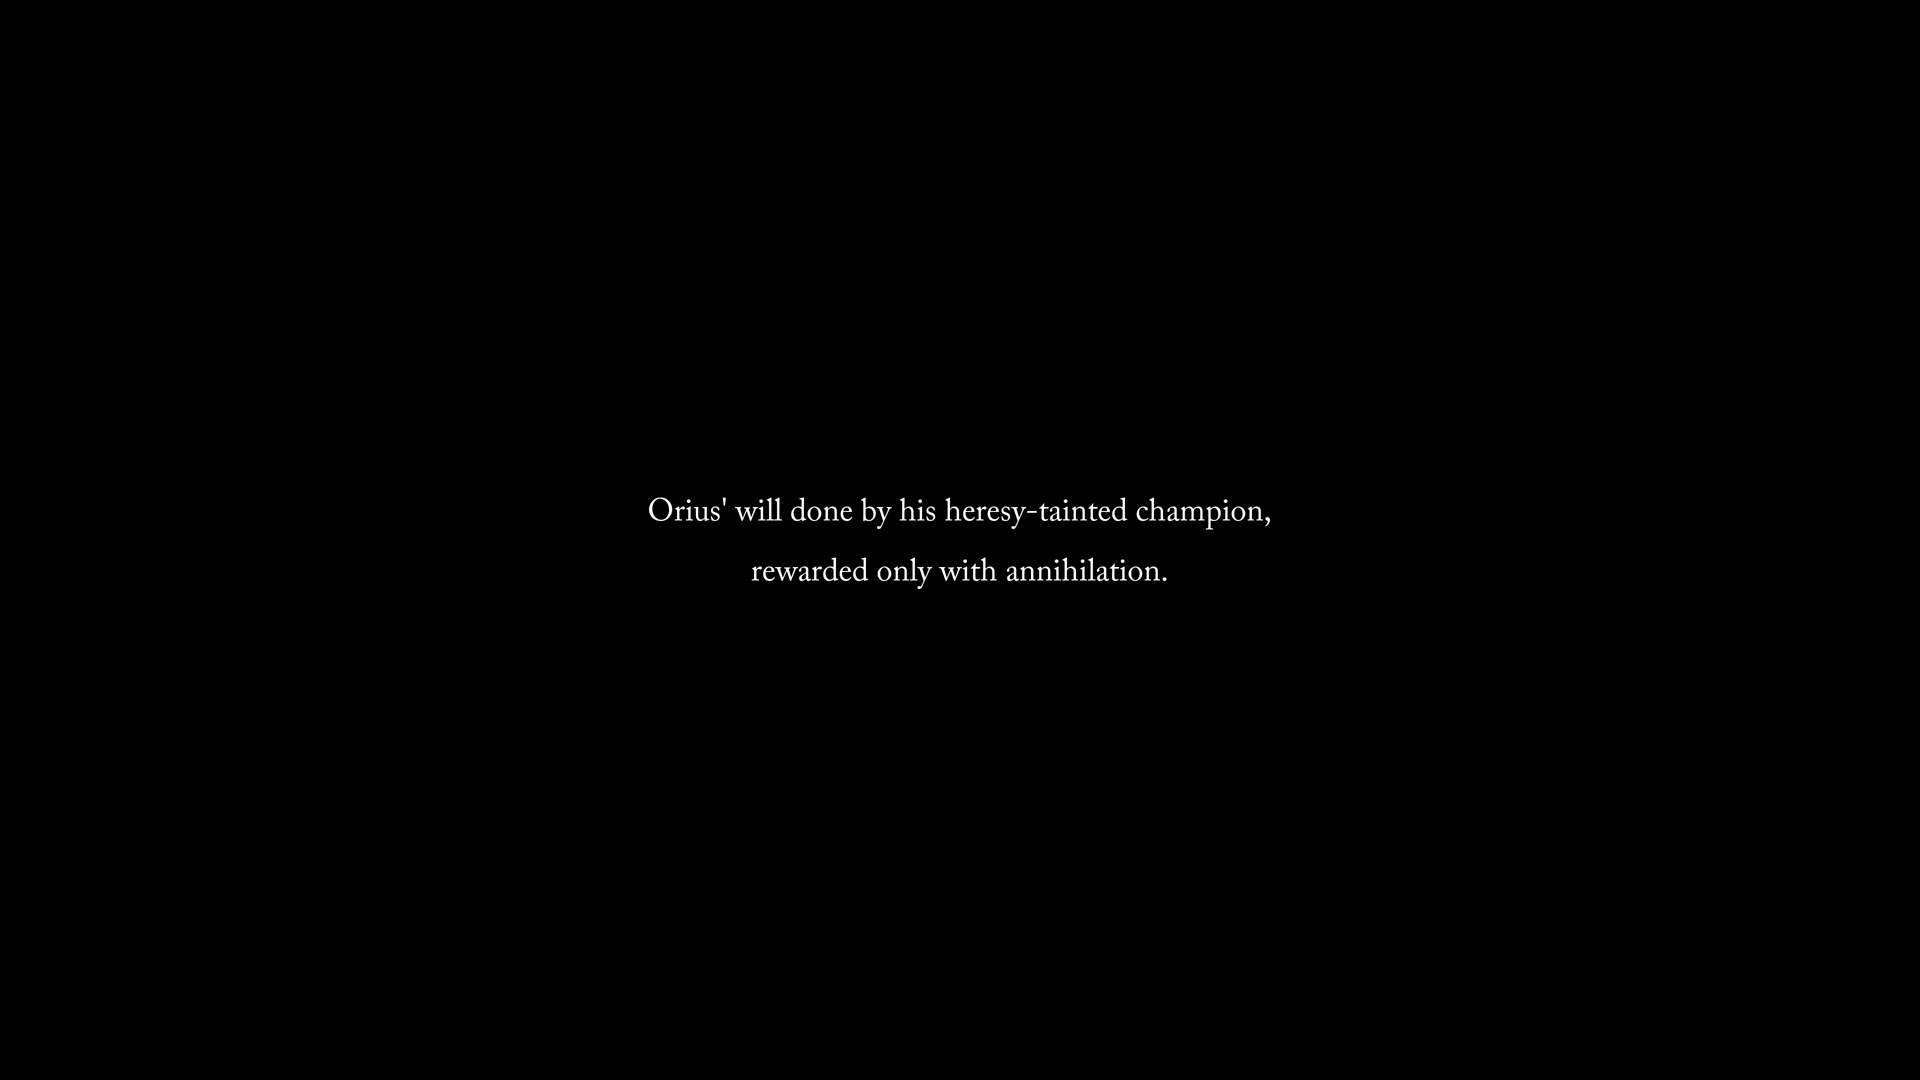 Orius' will done by his heresy-tainted champion,
rewarded only with annihilation.